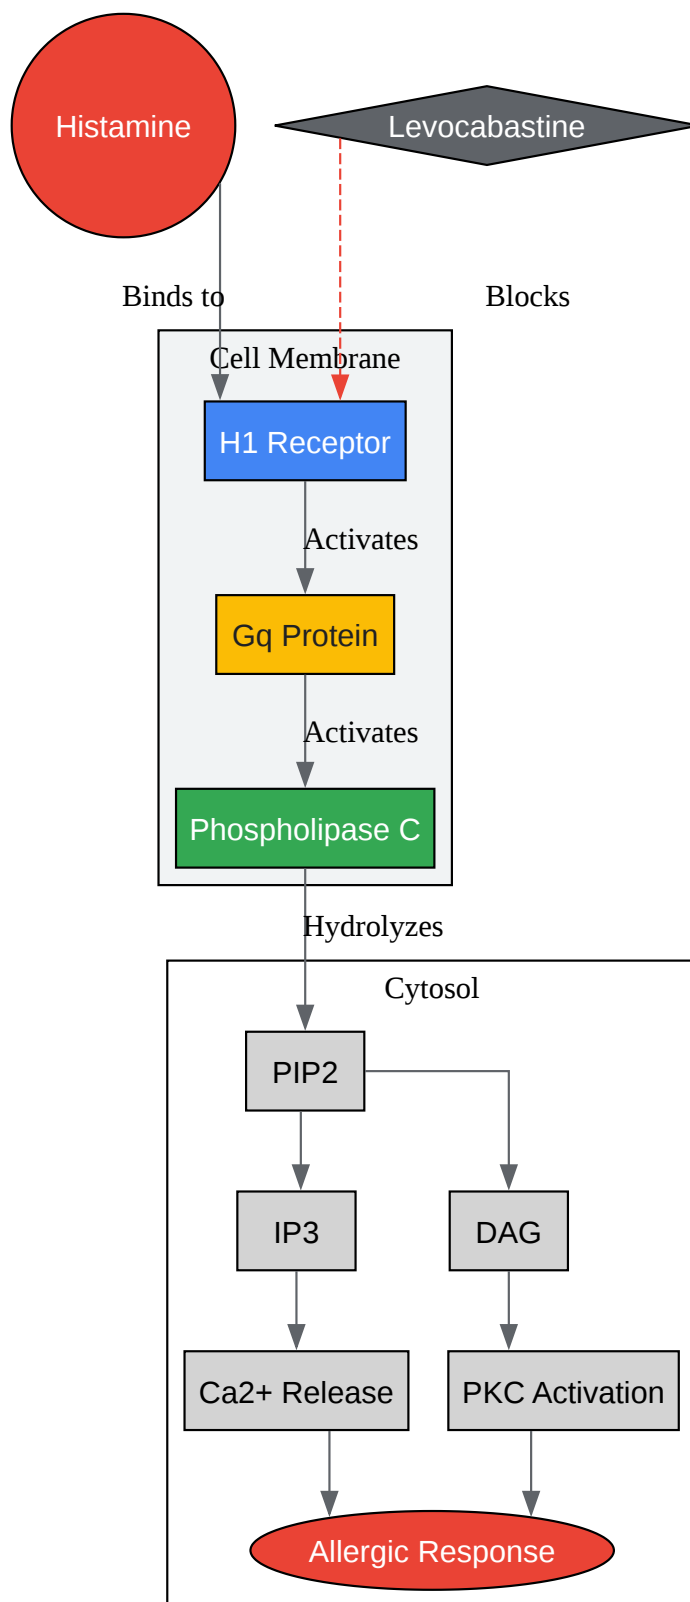 Histamine
Levocabastine
Binds to
Blocks
Cell Membrane
H1 Receptor
Activates
Gq Protein
Activates
Phospholipase C
Hydrolyzes
Cytosol
PIP2
IP3
DAG
Ca2+ Release
PKC Activation
Allergic Response